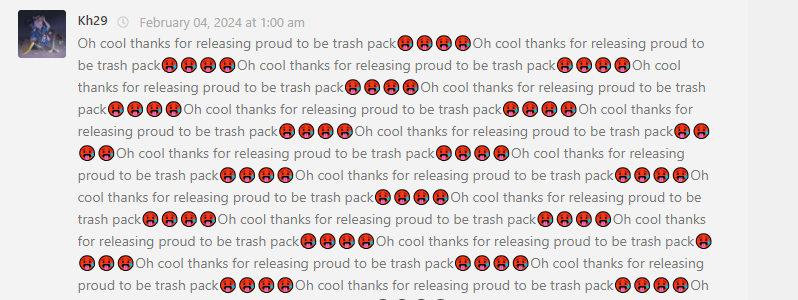 Kh29 February 04, 2024 at 1:00 am
Oh cool thanks for releasing proud to be trash pack🥵🥵🥵🥵Oh cool thanks for releasing proud to
be trash pack🥵🥵🥵🥵Oh cool thanks for releasing proud to be trash pack🥵🥵🥵🥵Oh cool
thanks for releasing proud to be trash pack🥵🥵🥵🥵Oh cool thanks for releasing proud to be trash
pack🥵🥵🥵🥵Oh cool thanks for releasing proud to be trash pack🥵🥵🥵🥵Oh cool thanks for
releasing proud to be trash pack🥵🥵🥵🥵Oh cool thanks for releasing proud to be trash pack🥵🥵
🥵🥵Oh cool thanks for releasing proud to be trash pack🥵🥵🥵🥵Oh cool thanks for releasing
proud to be trash pack🥵🥵🥵🥵Oh cool thanks for releasing proud to be trash pack🥵🥵🥵🥵Oh
cool thanks for releasing proud to be trash pack🥵🥵🥵🥵Oh cool thanks for releasing proud to be
trash pack🥵🥵🥵🥵Oh cool thanks for releasing proud to be trash pack🥵🥵🥵🥵Oh cool thanks for
releasing proud to be trash pack🥵🥵🥵🥵Oh cool thanks for releasing proud to be trash pack🥵
🥵🥵🥵Oh cool thanks for releasing proud to be trash pack🥵🥵🥵🥵Oh cool thanks for releasing
proud to be trash pack🥵🥵🥵🥵Oh cool thanks for releasing proud to be trash pack🥵🥵🥵🥵Oh